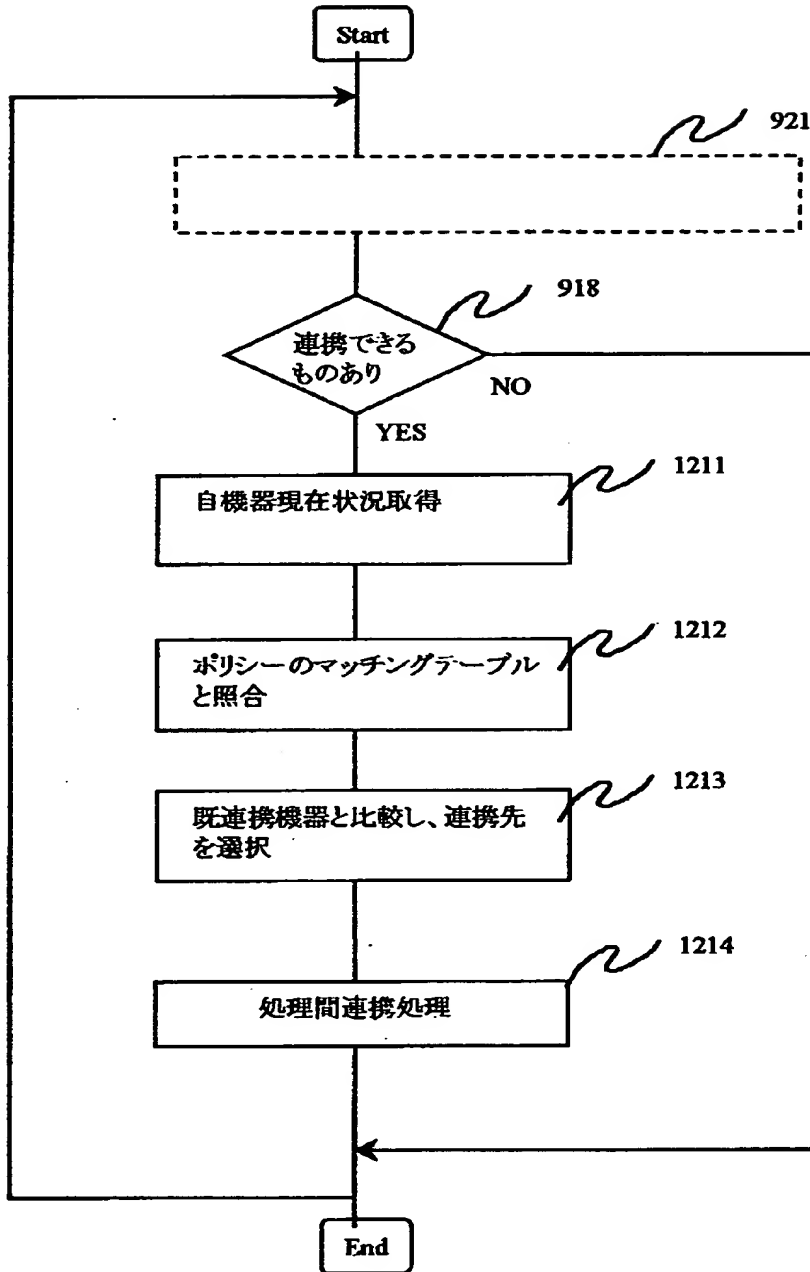 Start
921
918
連携できる
ものあり
NO
YES
1211
自機器現在状況取得
1212
ポリシーのマッチングテーブル
と照合
1213
既連携機器と比較し、連携先
を選択
1214
処理間連携処理
End